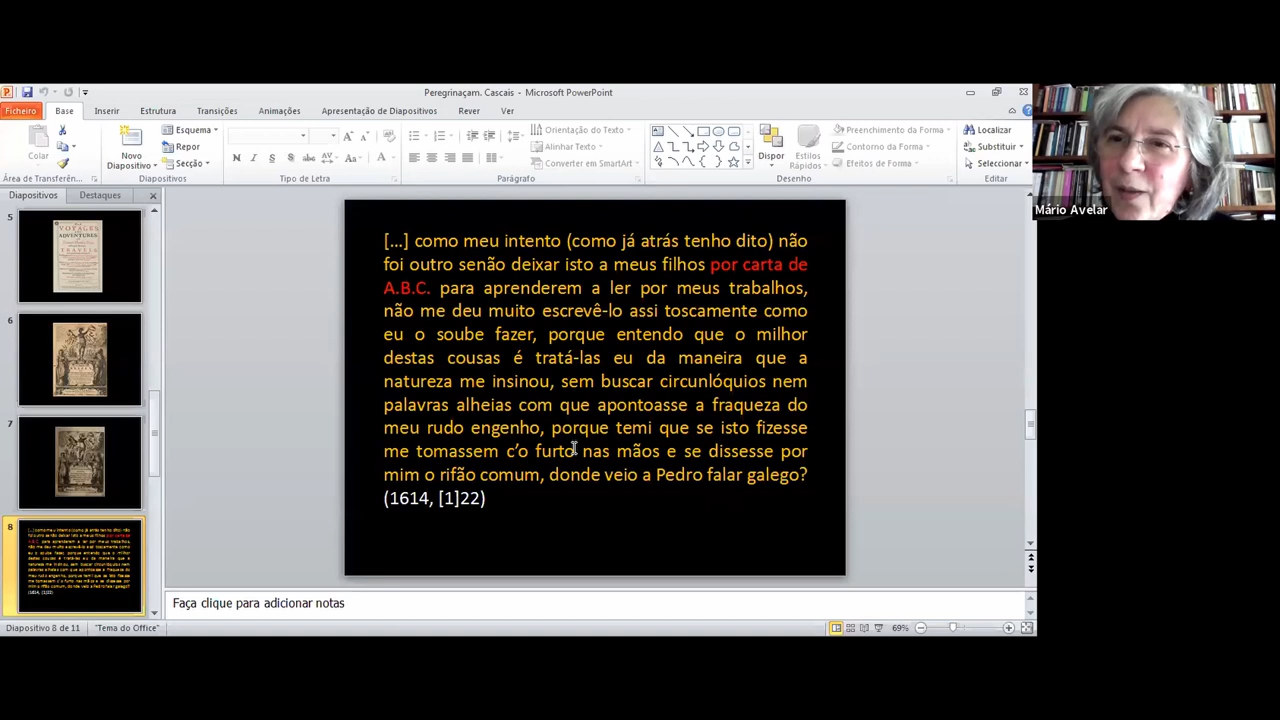 Peregrinaçam. Cascais - Microsoft PowerPoint
Ficheiro Base Inserir Estrutura Transições Animações Apresentação de Diapositivos Rever Ver
Colar
Área de Transferên...
Novo Diapositivo
Esquema
Repor
Secção
Diapositivos
N I S S abc AV Aa A
Tipo de Letra
Orientação do Texto
Alinhar Texto
Converter em SmartArt
Parágrafo
Dispor
Estilos Rápidos
Preenchimento da Forma
Contorno da Forma
Efeitos de Forma
Desenho
Localizar
Substituir
Seleccionar
Editar
Mário Avelar
Diapositivos Destaques
5
VOYAGES
ADVENTURES
TRAVELS
6
7
8
[...] como meu intento (como já atrás tenho dito) não
foi outro senão deixar isto a meus filhos por carta de
A.B.C. para aprenderem a ler por meus trabalhos,
não me deu muito escrevê-lo assi toscamente como
eu o soube fazer, porque entendo que o milhor
destas cousas é tratá-las eu da maneira que a
natureza me insinou, sem buscar circunlóquios nem
palavras alheias com que apontoasse a fraqueza do
meu rudo engenho, porque temi que se isto fizesse
me tomassem c’o furto nas mãos e se dissesse por
mim o rifão comum, donde veio a Pedro falar galego?
(1614, [1]22)
Faça clique para adicionar notas
Diapositivo 8 de 11 "Tema do Office" 69%